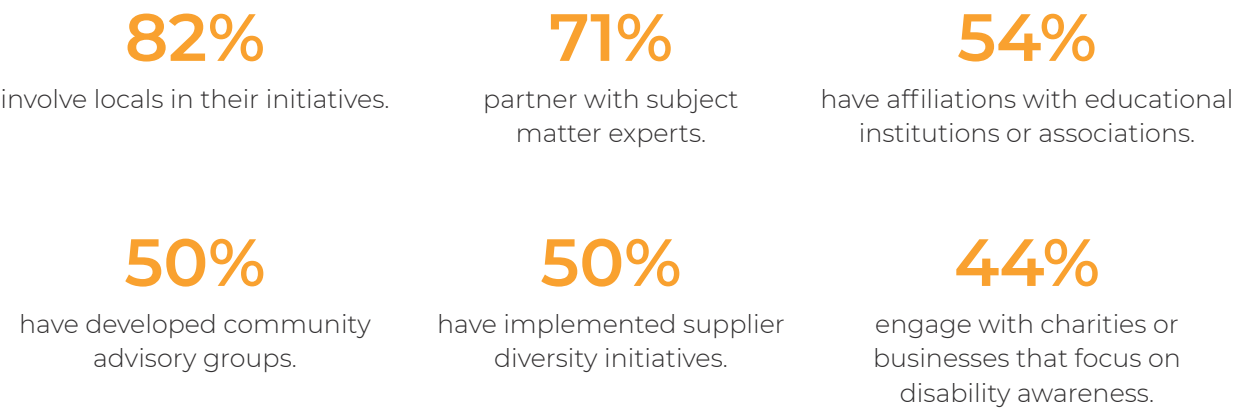 82%
involve locals in their initiatives.
71%
partner with subject
matter experts.
54%
have affiliations with educational
institutions or associations.
50%
have developed community
advisory groups.
50%
have implemented supplier
diversity initiatives.
44%
engage with charities or
businesses that focus on
disability awareness.